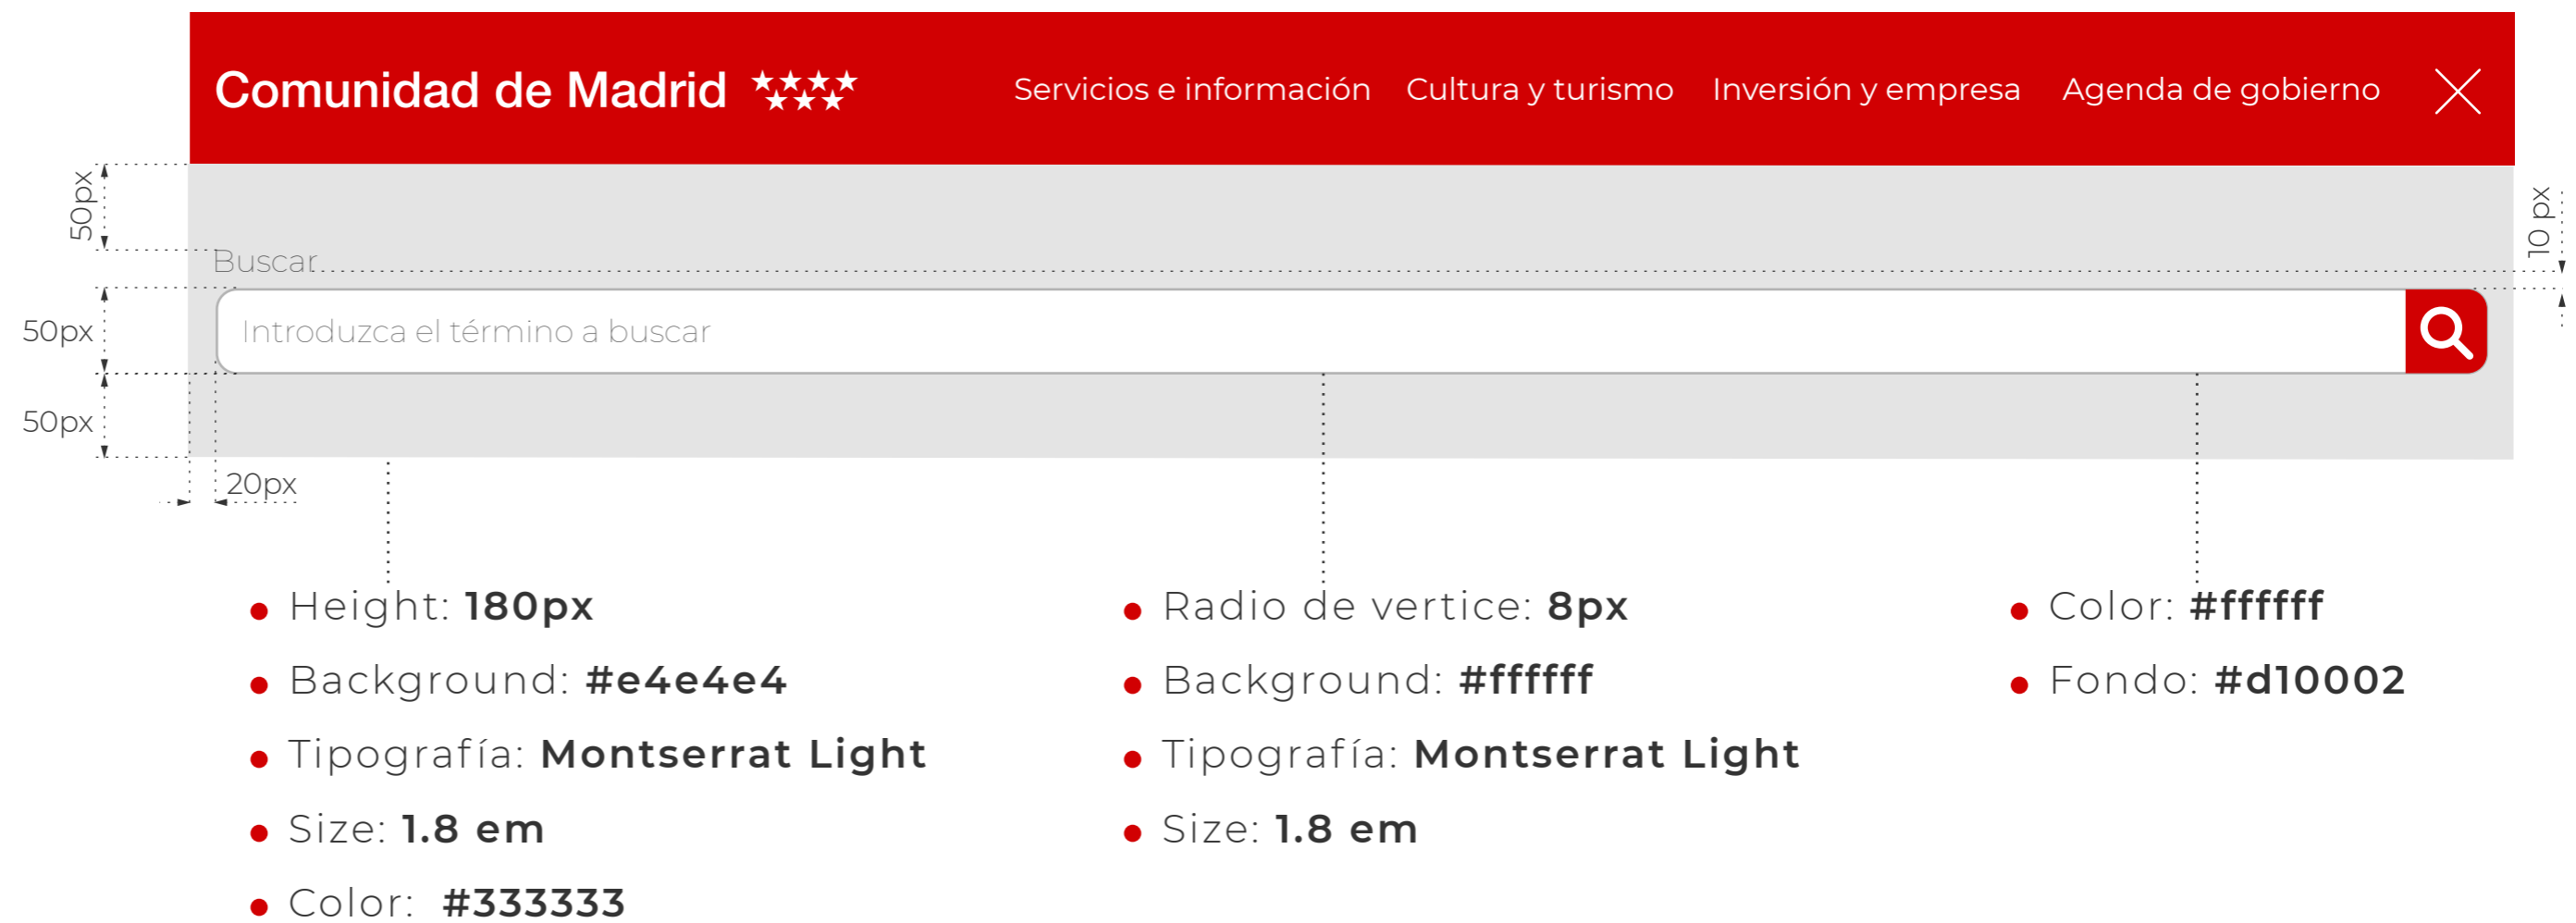 Comunidad de Madrid
Servicios e información Cultura y turismo Inversión y empresa Agenda de gobierno
50px
10 px
Buscar
50px
Introduzca el término a buscar
50px
20px
Height: 180px
Background: #e4e4e4
Tipografía: Montserrat Light
Size: 1.8 em
Color: #333333
Radio de vertice: 8px
Background: #ffffff
Tipografía: Montserrat Light
Size: 1.8 em
Color: #ffffff
Fondo: #d10002